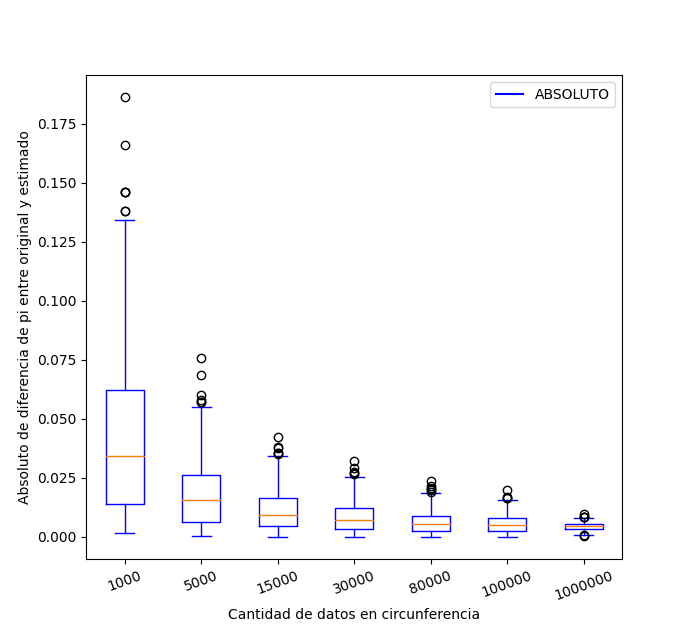 ABSOLUTO
Absoluto de diferencia de pi entre original y estimado
0.175
0.150
0.125
0.100
0.075
0.050
0.025
0.000
1000 5000 15000 30000 80000 100000 1000000
Cantidad de datos en circunferencia